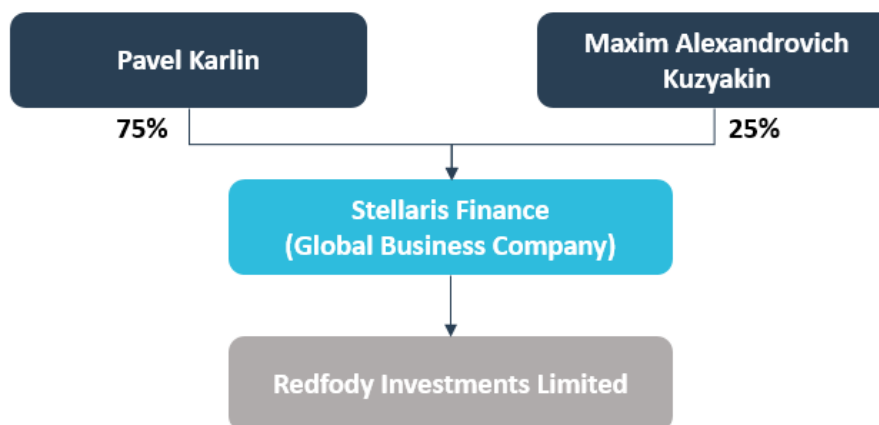 Pavel Karlin
Maxim Alexandrovich
Kuzyakin
75%
25%
Stellaris Finance
(Global Business Company)
Redfody Investments Limited